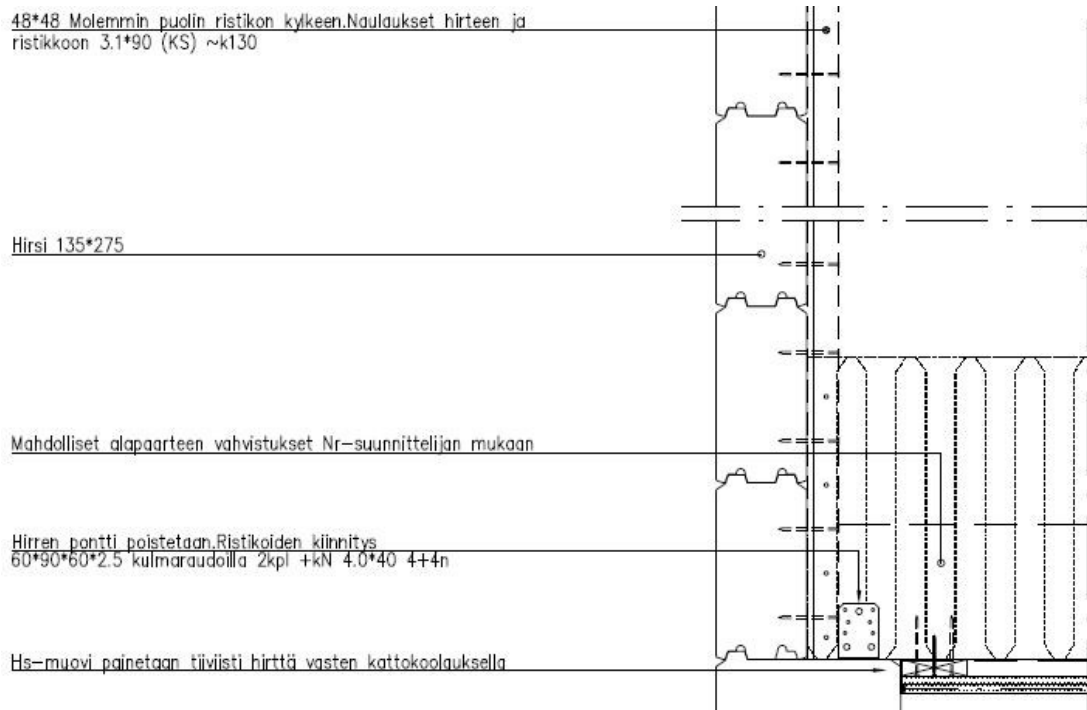 48*48 Molemmin puolin ristikon kylkeen.Naulaukset hirteen ja
ristikkoon 3.1*90 (KS) ~k130
Hirsi 135*275
Mahdolliset alapaarteen vahvistukset Nr-suunnittelijan mukaan
Hirren pontti poistetaan.Ristikoiden kiinnitys
60*90*60*2.5 kulmaraudoilla 2kpl +kN 4.0*40 4+4n
Hs-muovi painetaan tiiviisti hirttä vasten kattokoolauksella